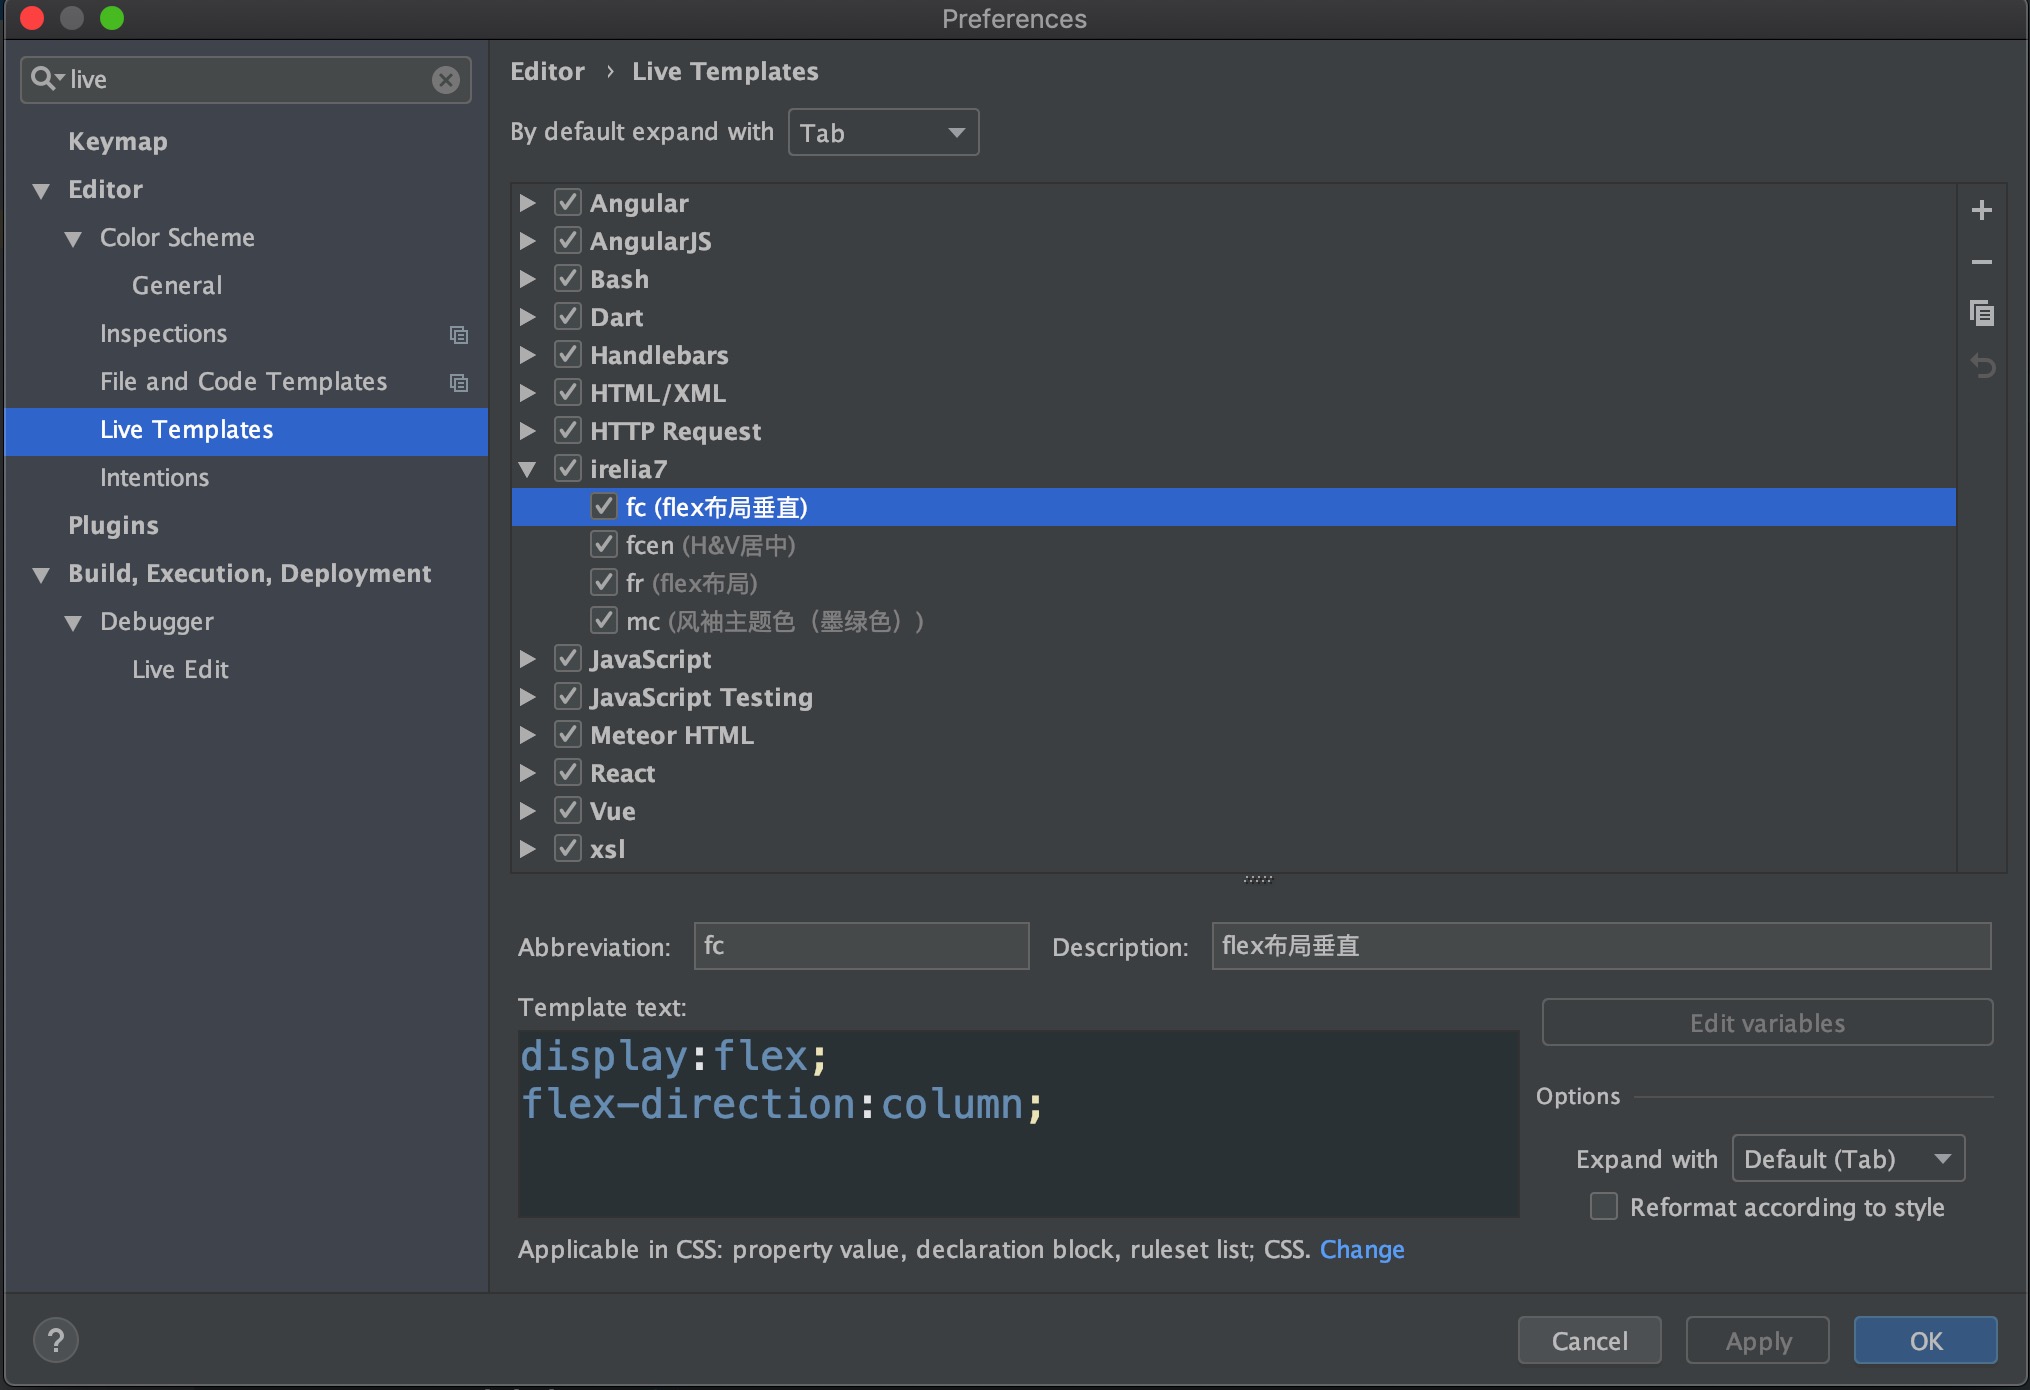 Preferences
live
Keymap
Editor
Color Scheme
General
Inspections
File and Code Templates
Live Templates
Intentions
Plugins
Build, Execution, Deployment
Debugger
Live Edit
Editor › Live Templates
By default expand with Tab
Angular
AngularJS
Bash
Dart
Handlebars
HTML/XML
HTTP Request
irelia7
fc (flex布局垂直)
fcen (H&V居中)
fr (flex布局)
mc (风袖主题色（墨绿色）)
JavaScript
JavaScript Testing
Meteor HTML
React
Vue
xsl
Abbreviation: fc Description: flex布局垂直
Template text:
display:flex;
flex-direction:column;
Edit variables
Options
Expand with Default (Tab)
Reformat according to style
Applicable in CSS: property value, declaration block, ruleset list; CSS. Change
?
Cancel Apply OK